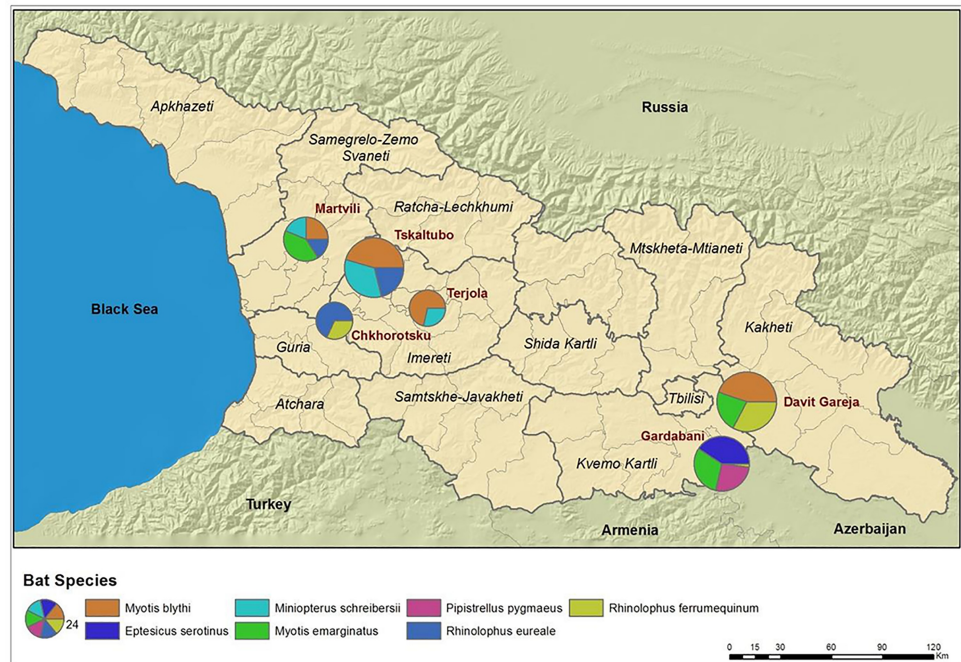 Russia
Apkhazeti
Samegrelo-Zemo
Svaneti
Martvili
Ratcha-Lechkhumi
Tskaltubo
Mtskheta-Mtianeti
Black Sea
Terjola
Kakheti
Chkhorotsku
Guria
Imereti
Shida Kartli
Atchara
Samtskhe-Javakheti
Tbilisi
Davit Gareja
Gardabani
Kvemo Kartli
Turkey
Armenia
Azerbaijan
Bat Species
24
Myotis blythi
Miniopterus schreibersii
Pipistrellus pygmaeus
Rhinolophus ferrumequinum
Eptesicus serotinus
Myotis emarginatus
Rhinolophus eureale
0 15 30 60 90 120
Km